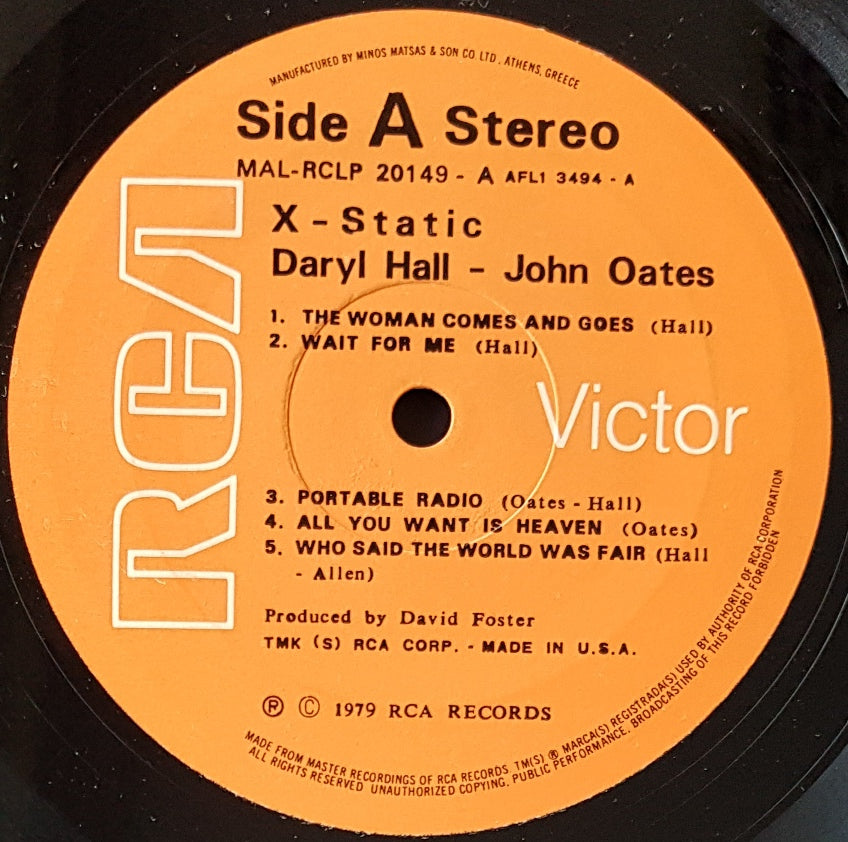 MANUFACTURED BY MINOS MATSAS & SON CO. LTD., ATHENS, GREECE
Side A Stereo
MAL-RCLP 20149 - A AFL1 3494 - A
X - Static
Daryl Hall - John Oates
1. THE WOMAN COMES AND GOES (Hall)
2. WAIT FOR ME (Hall)
RCA
Victor
3. PORTABLE RADIO (Oates - Hall)
4. ALL YOU WANT IS HEAVEN (Oates)
5. WHO SAID THE WORLD WAS FAIR (Hall
- Allen)
Produced by David Foster
TMK (S) RCA CORP. - MADE IN U.S.A.
℗ © 1979 RCA RECORDS
MADE FROM MASTER RECORDINGS OF RCA RECORDS TM(S) ® MARCA(S) REGISTRADA(S) USED BY AUTHORITY OF RCA CORPORATION
ALL RIGHTS RESERVED UNAUTHORIZED COPYING, PUBLIC PERFORMANCE, BROADCASTING OF THIS RECORD FORBIDDEN